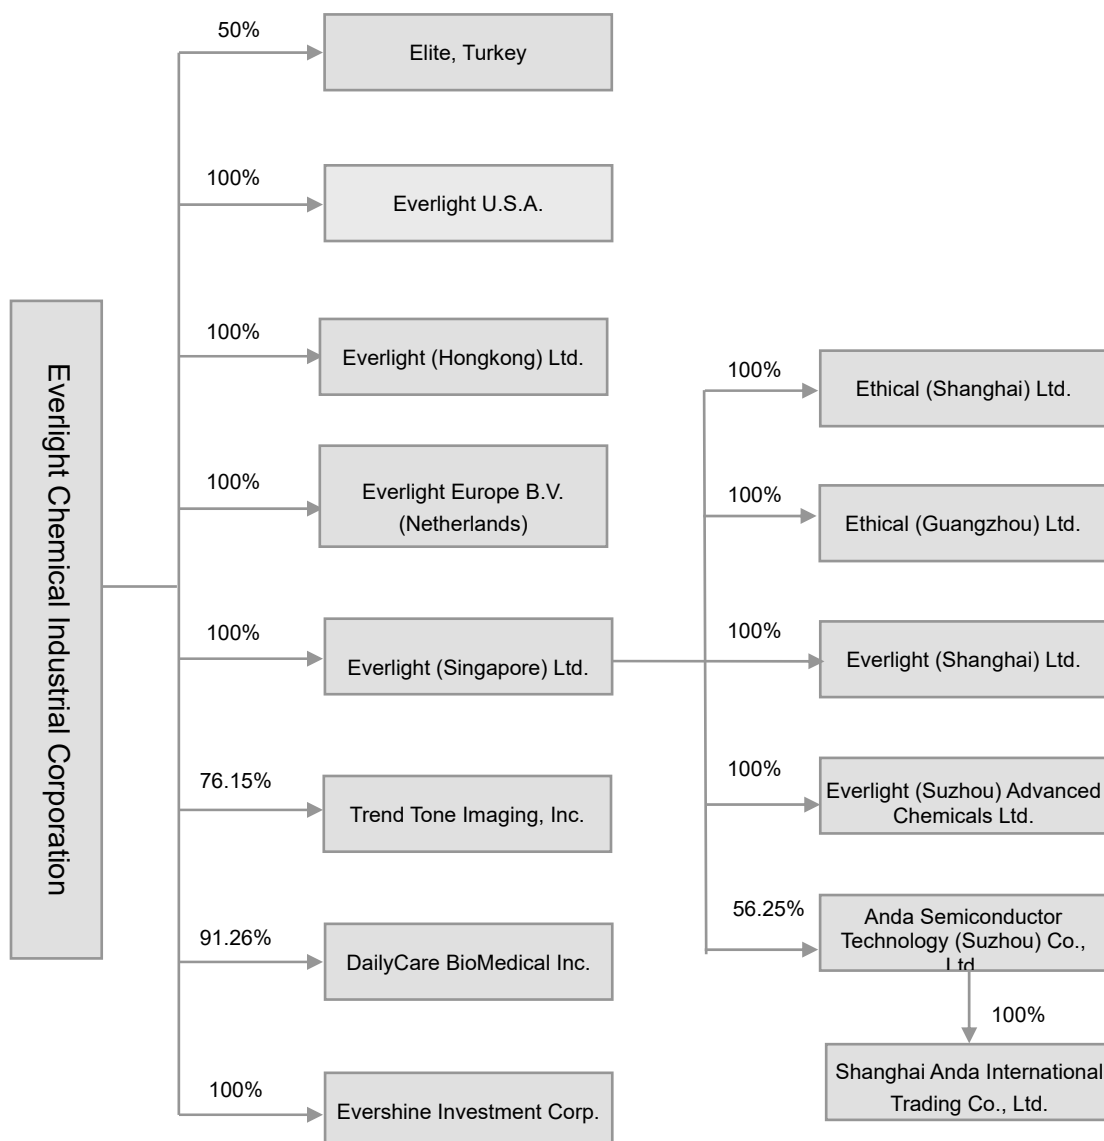 Everlight Chemical Industrial Corporation
50%
Elite, Turkey
100%
Everlight U.S.A.
100%
Everlight (Hongkong) Ltd.
100%
Everlight Europe B.V.
(Netherlands)
100%
Everlight (Singapore) Ltd.
76.15%
Trend Tone Imaging, Inc.
91.26%
DailyCare BioMedical Inc.
100%
Evershine Investment Corp.
100%
Ethical (Shanghai) Ltd.
100%
Ethical (Guangzhou) Ltd.
100%
Everlight (Shanghai) Ltd.
100%
Everlight (Suzhou) Advanced
Chemicals Ltd.
56.25%
Anda Semiconductor
Technology (Suzhou) Co.,
Ltd
100%
Shanghai Anda International
Trading Co., Ltd.